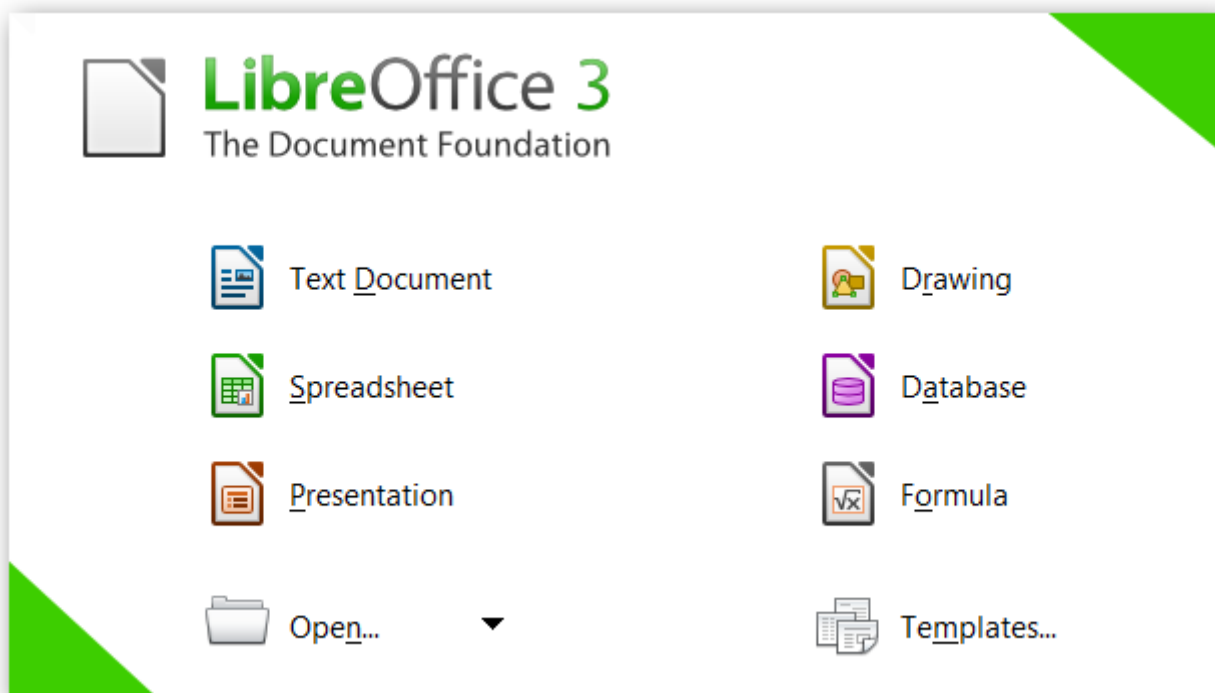 LibreOffice 3
The Document Foundation
Text Document
Drawing
Spreadsheet
Database
Presentation
Formula
Open...
Templates...